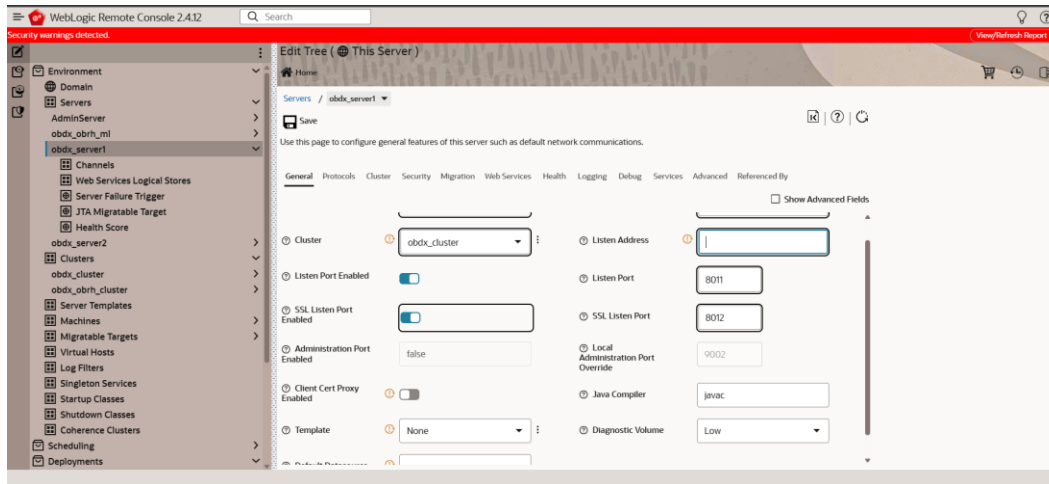 WebLogic Remote Console 2.4.12
Search
Security warnings detected.
View/Refresh Report
Edit Tree ( This Server )
Home
Environment
Domain
Servers
AdminServer
obdx_obrh_ml
obdx_server1
Channels
Web Services Logical Stores
Server Failure Trigger
JTA Migratable Target
Health Score
obdx_server2
Clusters
obdx_cluster
obdx_obrh_cluster
Server Templates
Machines
Migratable Targets
Virtual Hosts
Log Filters
Singleton Services
Startup Classes
Shutdown Classes
Coherence Clusters
Scheduling
Deployments
Servers / obdx_server1
Save
Use this page to configure general features of this server such as default network communications.
General Protocols Cluster Security Migration Web Services Health Logging Debug Services Advanced Referenced By
Show Advanced Fields
Cluster obdx_cluster Listen Address
Listen Port Enabled Listen Port 8011
SSL Listen Port
Enabled SSL Listen Port 8012
Administration Port
Enabled false
Local
Administration Port
Override 9002
Client Cert Proxy
Enabled Java Compiler javac
Template None Diagnostic Volume Low